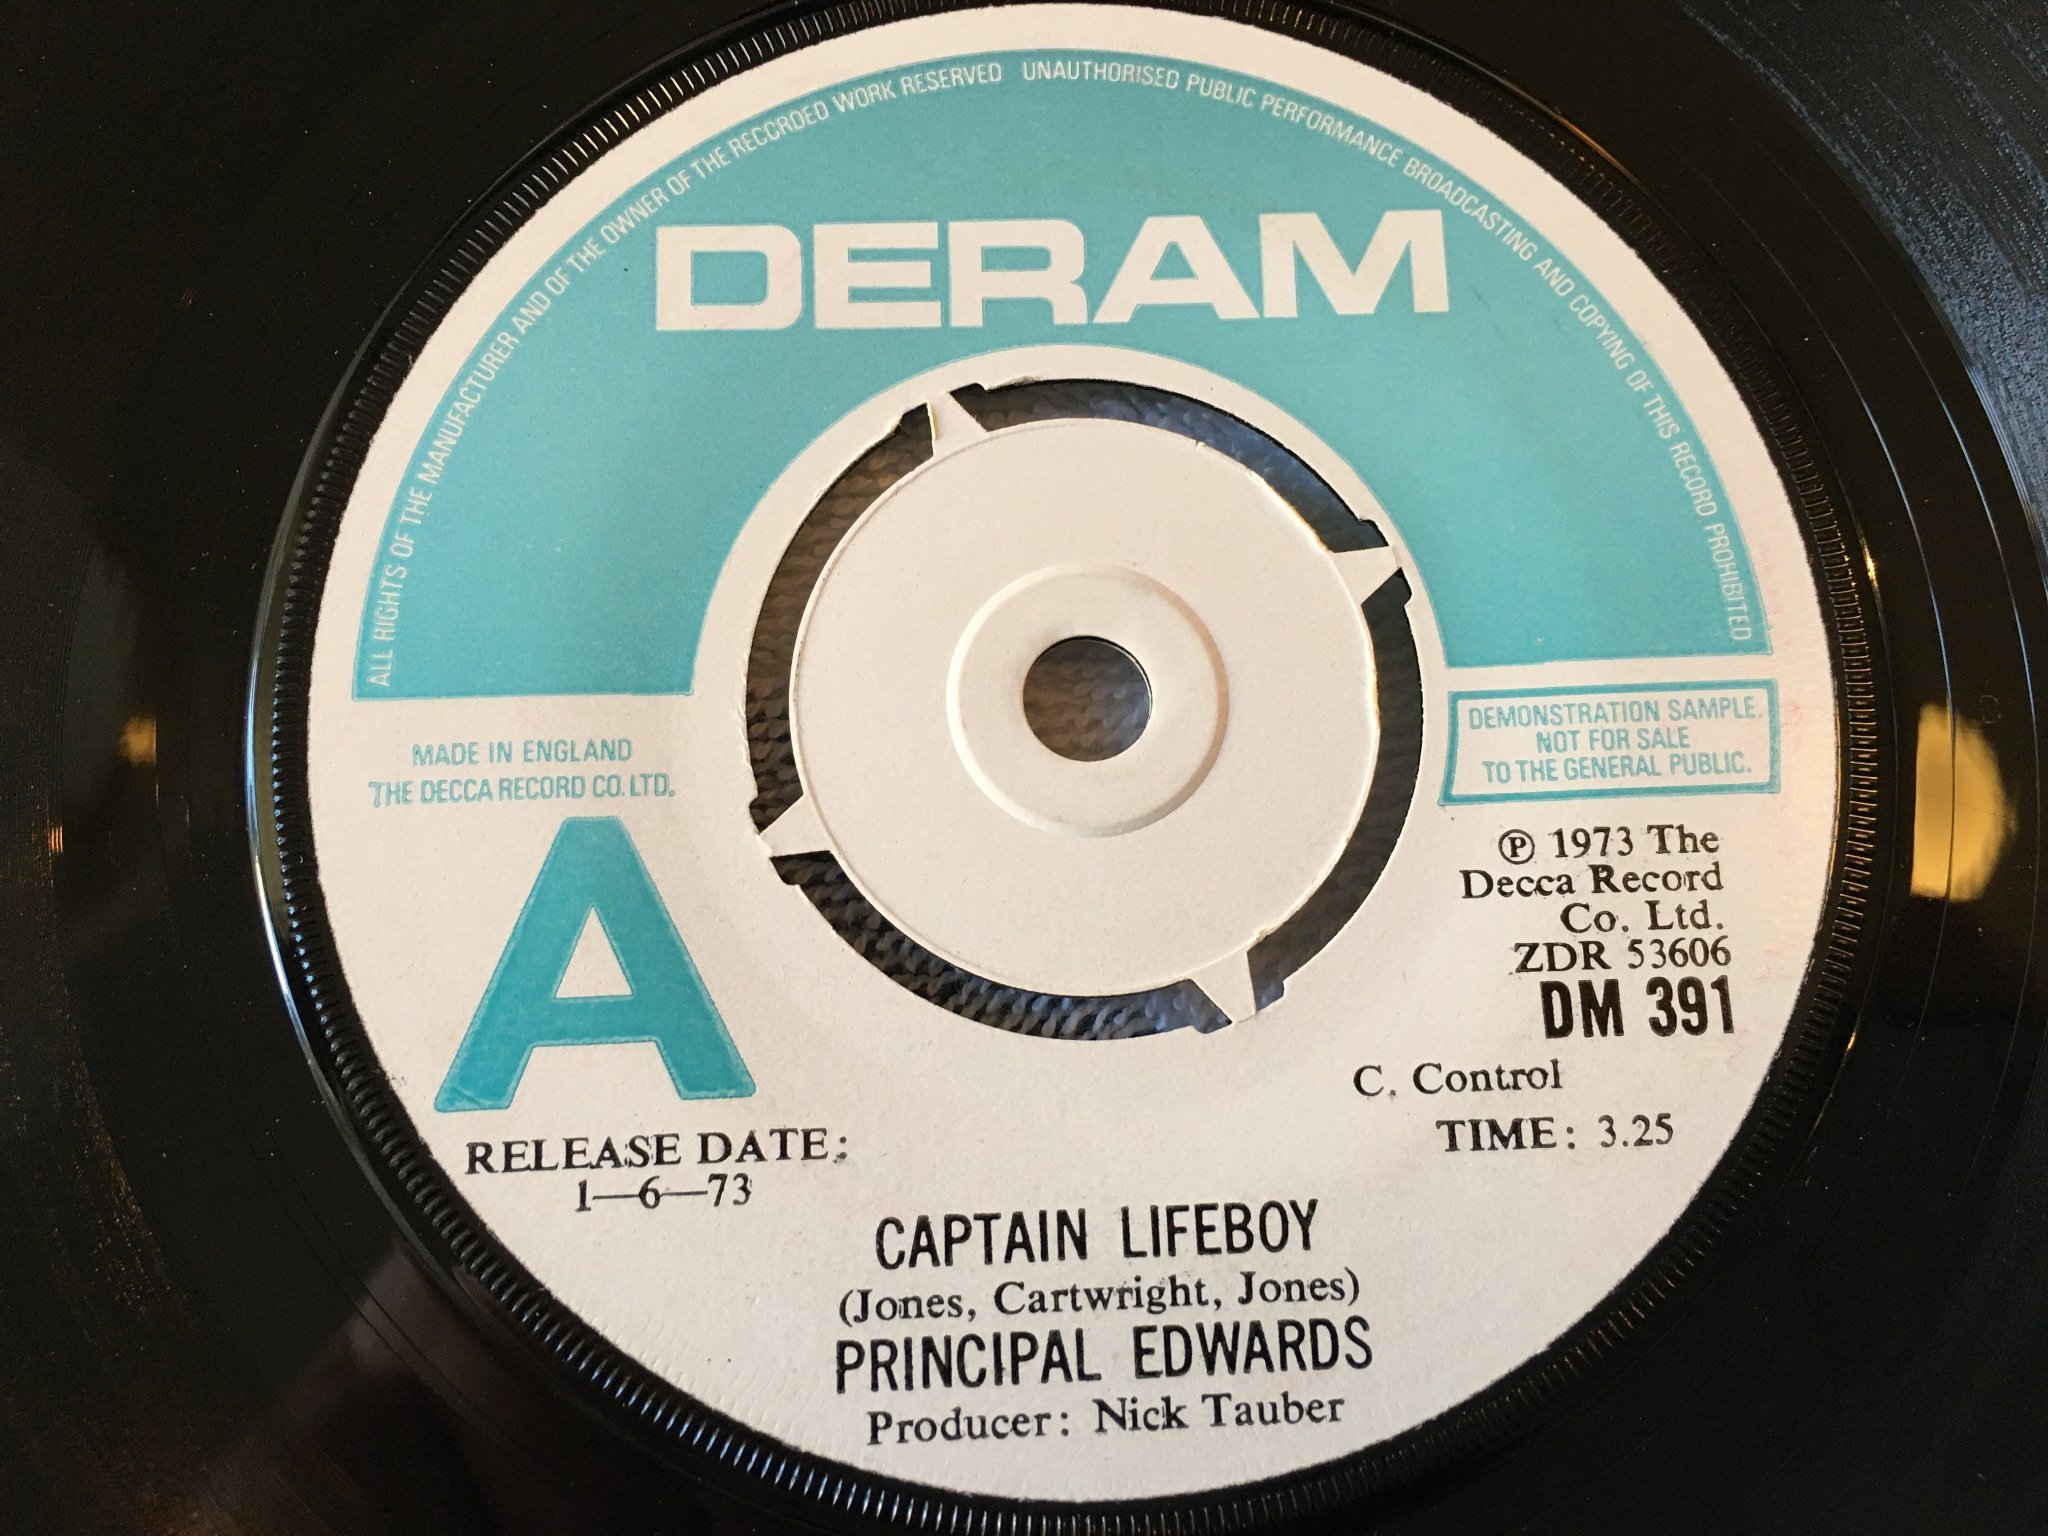 ALL RIGHTS OF THE MANUFACTURER AND OF THE OWNER OF THE RECORDED WORK RESERVED UNAUTHORISED PUBLIC PERFORMANCE BROADCASTING AND COPYING OF THIS RECORD PROHIBITED
DERAM
MADE IN ENGLAND
THE DECCA RECORD CO. LTD.
A
RELEASE DATE:
1—6—73
DEMONSTRATION SAMPLE.
NOT FOR SALE
TO THE GENERAL PUBLIC.
Ⓟ 1973 The
Decca Record
Co. Ltd.
ZDR 53606
DM 391
C. Control
TIME: 3.25
CAPTAIN LIFEBOY
(Jones, Cartwright, Jones)
PRINCIPAL EDWARDS
Producer: Nick Tauber